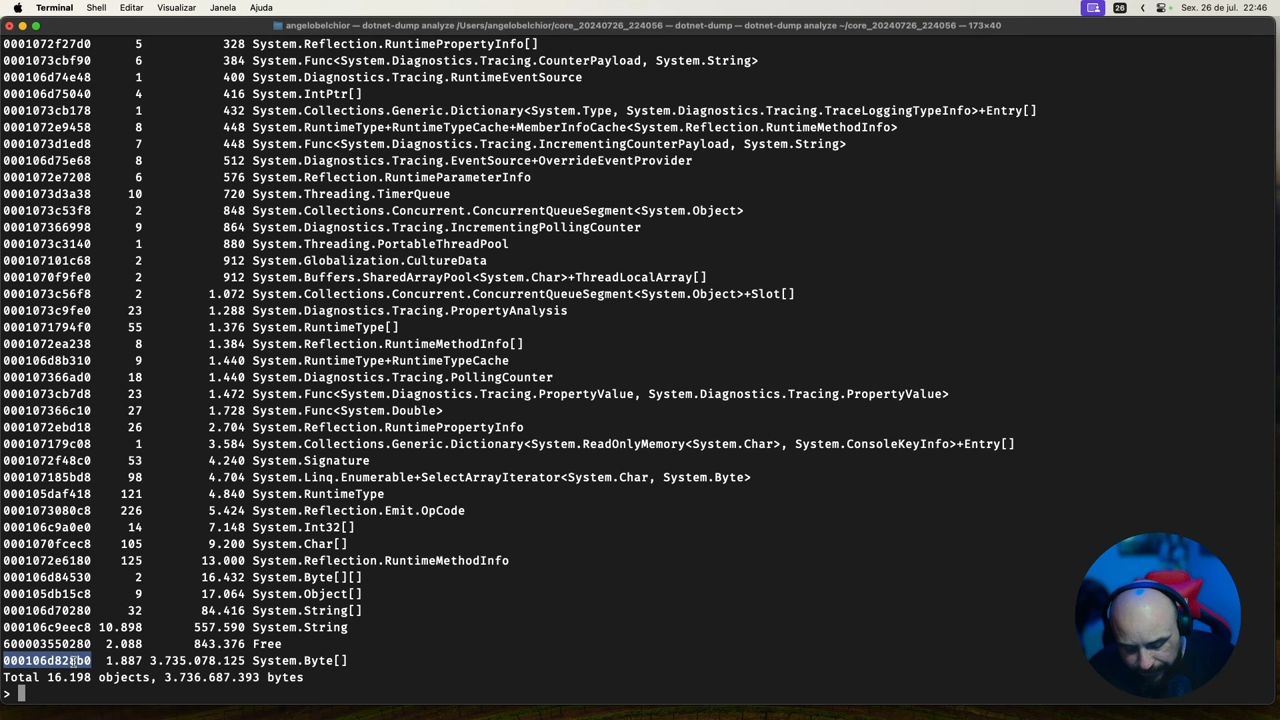 Terminal Shell Editar Visualizar Janela Ajuda 26 Sex. 26 de jul. 22:46
angelobelchior — dotnet-dump analyze /Users/angelobelchior/core_20240726_224056 — dotnet-dump — dotnet-dump analyze ~/core_20240726_224056 — 173×40
0001072f27d0 5 328 System.Reflection.RuntimePropertyInfo[]
0001073cbf90 6 384 System.Func<System.Diagnostics.Tracing.CounterPayload, System.String>
000106d74e48 1 400 System.Diagnostics.Tracing.RuntimeEventSource
000106d75040 4 416 System.IntPtr[]
0001073cb178 1 432 System.Collections.Generic.Dictionary<System.Type, System.Diagnostics.Tracing.TraceLoggingTypeInfo>+Entry[]
0001072e9458 8 448 System.RuntimeType+RuntimeTypeCache+MemberInfoCache<System.Reflection.RuntimeMethodInfo>
0001073d1ed8 7 448 System.Func<System.Diagnostics.Tracing.IncrementingCounterPayload, System.String>
000106d75e68 8 512 System.Diagnostics.Tracing.EventSource+OverrideEventProvider
0001072e7208 6 576 System.Reflection.RuntimeParameterInfo
0001073d3a38 10 720 System.Threading.TimerQueue
0001073c53f8 2 848 System.Collections.Concurrent.ConcurrentQueueSegment<System.Object>
000107366998 9 864 System.Diagnostics.Tracing.IncrementingPollingCounter
0001073c3140 1 880 System.Threading.PortableThreadPool
000107101c68 2 912 System.Globalization.CultureData
0001070f9fe0 2 912 System.Buffers.SharedArrayPool<System.Char>+ThreadLocalArray[]
0001073c56f8 2 1.072 System.Collections.Concurrent.ConcurrentQueueSegment<System.Object>+Slot[]
0001073c9fe0 23 1.288 System.Diagnostics.Tracing.PropertyAnalysis
0001071794f0 55 1.376 System.RuntimeType[]
0001072ea238 8 1.384 System.Reflection.RuntimeMethodInfo[]
000106d8b310 9 1.440 System.RuntimeType+RuntimeTypeCache
000107366ad0 18 1.440 System.Diagnostics.Tracing.PollingCounter
0001073cb7d8 23 1.472 System.Func<System.Diagnostics.Tracing.PropertyValue, System.Diagnostics.Tracing.PropertyValue>
000107366c10 27 1.728 System.Func<System.Double>
0001072ebd18 26 2.704 System.Reflection.RuntimePropertyInfo
000107179c08 1 3.584 System.Collections.Generic.Dictionary<System.ReadOnlyMemory<System.Char>, System.ConsoleKeyInfo>+Entry[]
0001072f48c0 53 4.240 System.Signature
000107185bd8 98 4.704 System.Linq.Enumerable+SelectArrayIterator<System.Char, System.Byte>
000105daf418 121 4.840 System.RuntimeType
0001073080c8 226 5.424 System.Reflection.Emit.OpCode
000106c9a0e0 14 7.148 System.Int32[]
0001070fcec8 105 9.200 System.Char[]
0001072e6180 125 13.000 System.Reflection.RuntimeMethodInfo
000106d84530 2 16.432 System.Byte[][]
000105db15c8 9 17.064 System.Object[]
000106d70280 32 84.416 System.String[]
000106c9eec8 10.898 557.590 System.String
600003550280 2.088 843.376 Free
1.887 3.735.078.125 System.Byte[]
Total 16.198 objects, 3.736.687.393 bytes
>